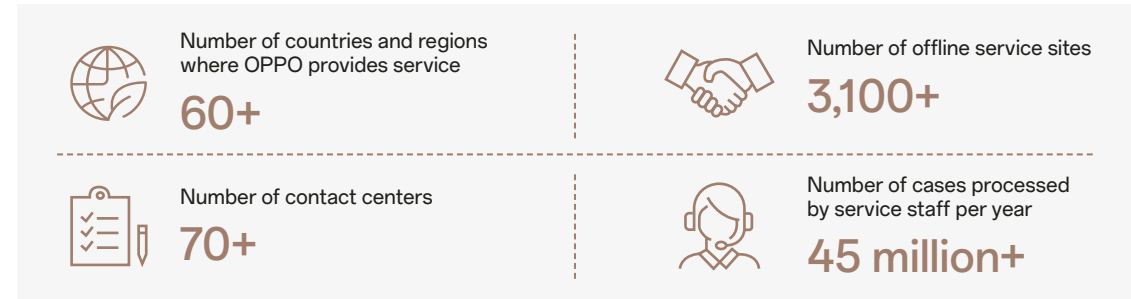 Number of countries and regions
where OPPO provides service
60+
Number of offline service sites
3,100+
Number of contact centers
70+
Number of cases processed
by service staff per year
45 million+